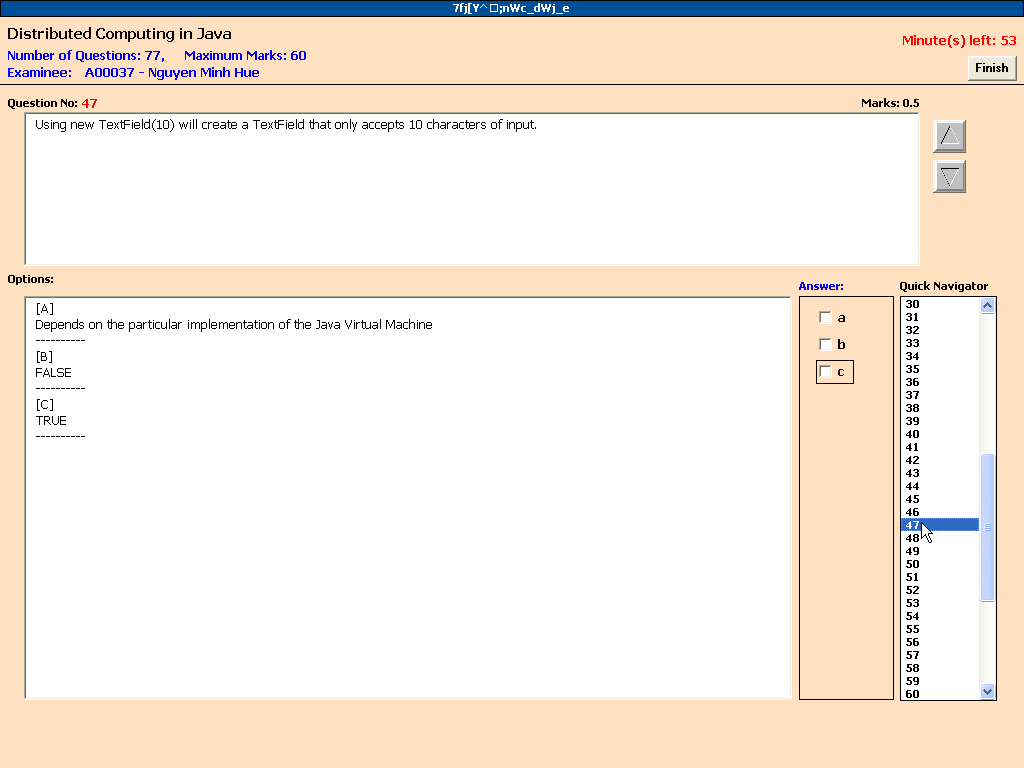 7fj[Y^ □;nWc_dWj_e
Distributed Computing in Java
Number of Questions: 77, Maximum Marks: 60
Minute(s) left: 53
Examinee: A00037 - Nguyen Minh Hue
Finish
Question No: 47
Marks: 0.5
Using new TextField(10) will create a TextField that only accepts 10 characters of input.
Options:
[A]
Depends on the particular implementation of the Java Virtual Machine
----------
[B]
FALSE
----------
[C]
TRUE
----------
Answer:
a
b
c
Quick Navigator
30
31
32
33
34
35
36
37
38
39
40
41
42
43
44
45
46
47
48
49
50
51
52
53
54
55
56
57
58
59
60